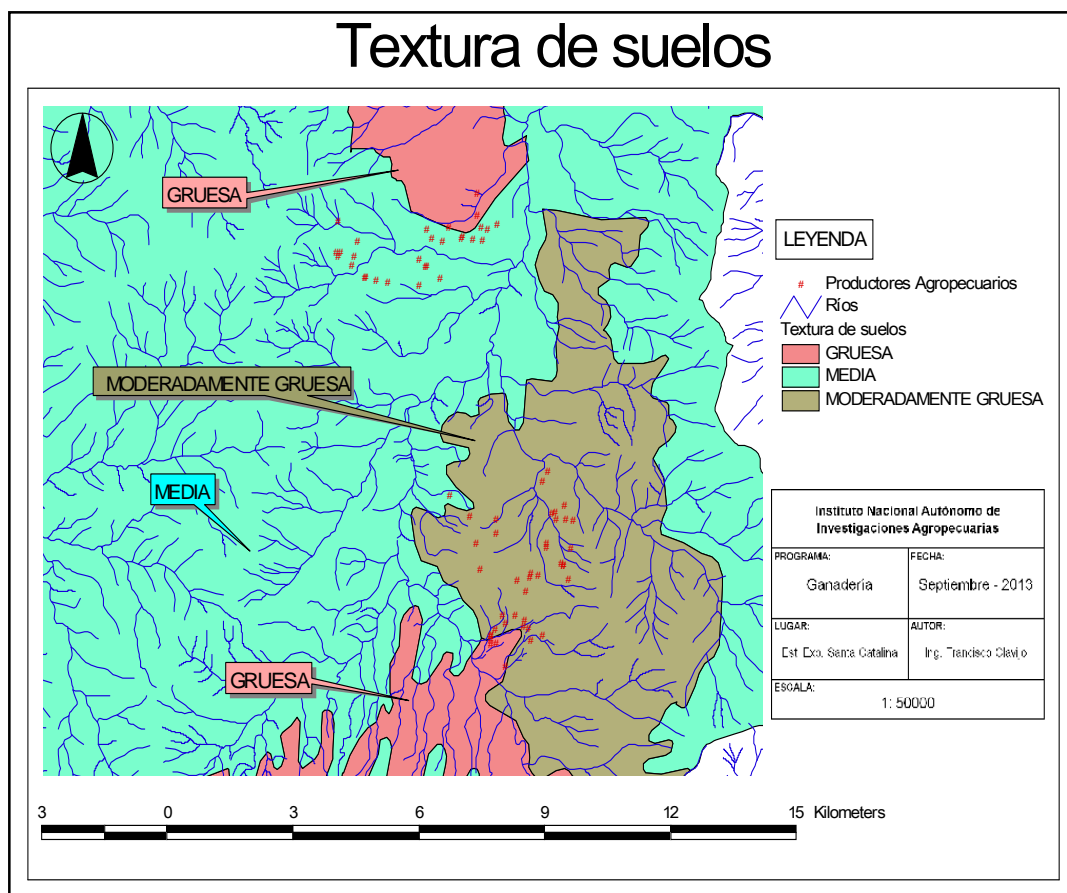 Textura de suelos
GRUESA
MODERADAMENTE GRUESA
MEDIA
GRUESA
LEYENDA
# Productores Agropecuarios
Ríos
Textura de suelos
GRUESA
MEDIA
MODERADAMENTE GRUESA
Instituto Nacional Autónomo de
Investigaciones Agropecuarias
PROGRAMA:
Ganadería
FECHA:
Septiembre - 2013
LUGAR:
Est. Exp. Santa Catalina
AUTOR:
Ing. Francisco Clavijo
ESCALA:
1: 50000
3 0 3 6 9 12 15 Kilometers